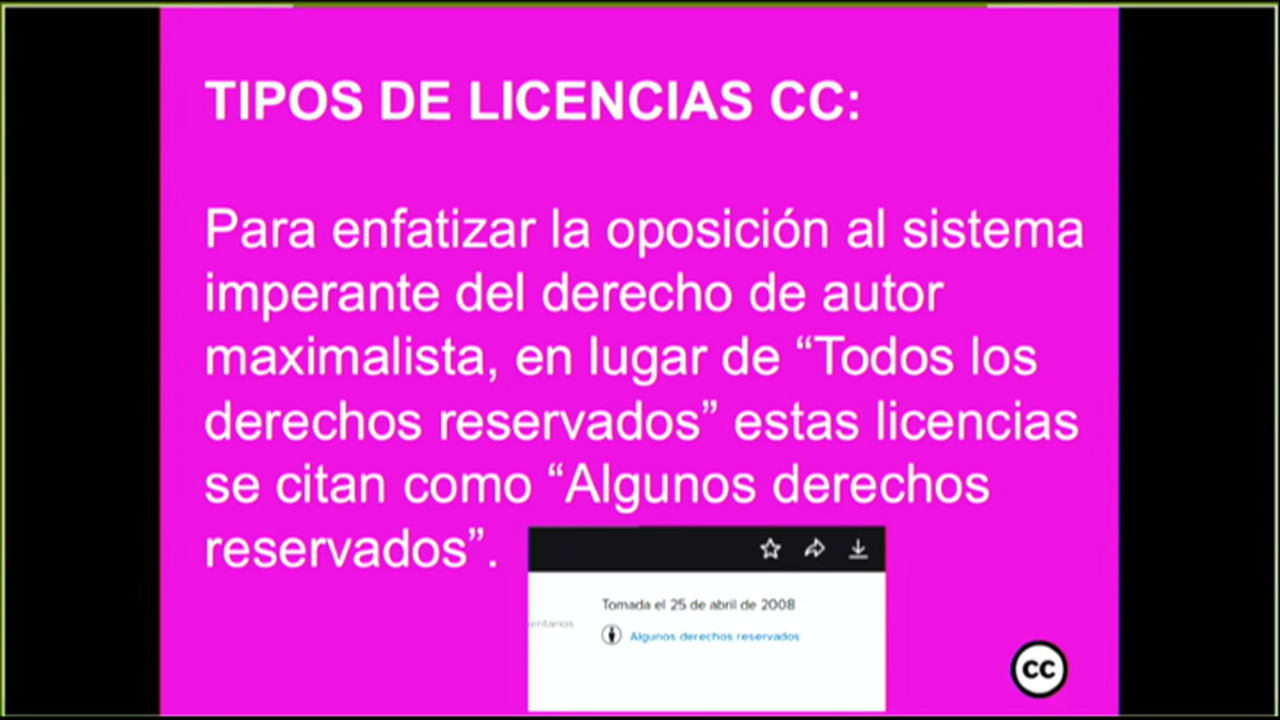 TIPOS DE LICENCIAS CC:
Para enfatizar la oposición al sistema
imperante del derecho de autor
maximalista, en lugar de “Todos los
derechos reservados” estas licencias
se citan como “Algunos derechos
reservados”.
Tomada el 25 de abril de 2008
entarios
Algunos derechos reservados
cc